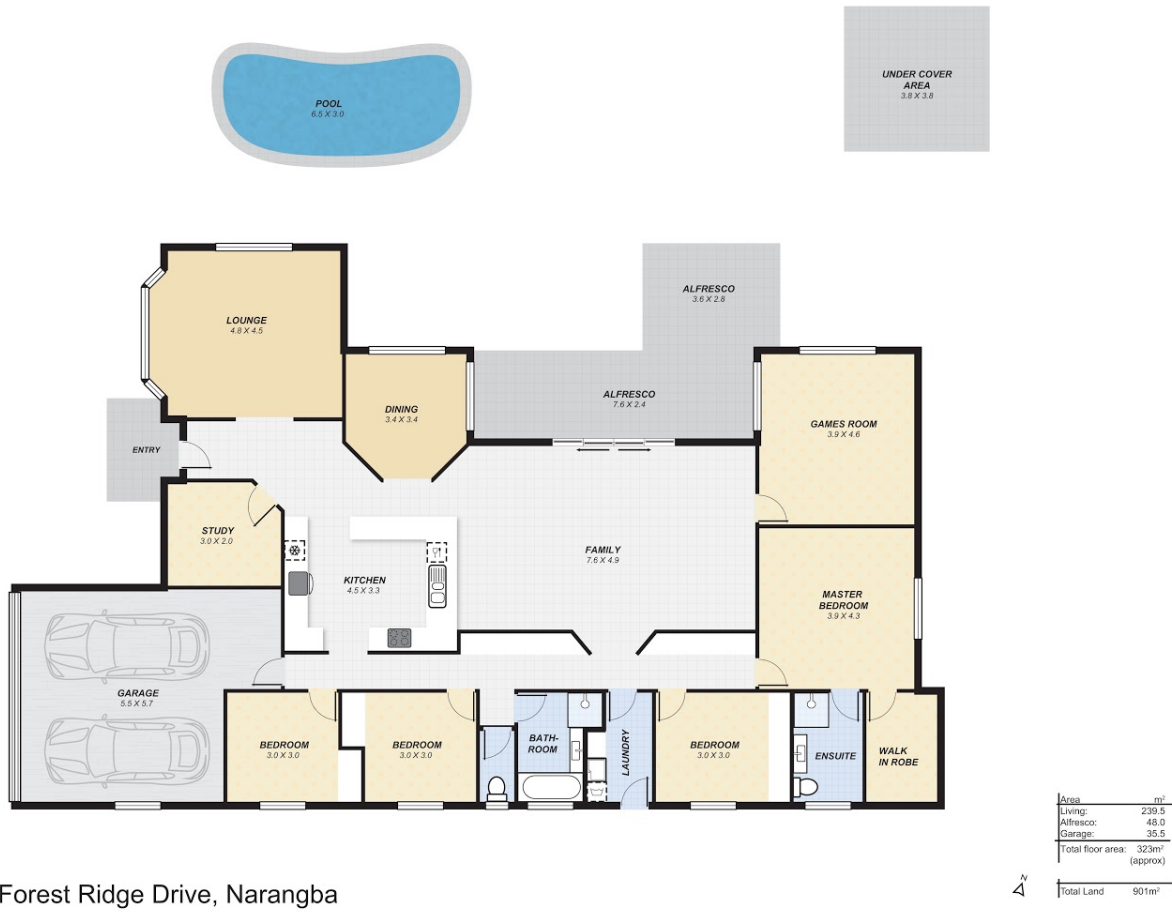 POOL
6.5 X 3.0
UNDER COVER
AREA
3.8 X 3.8
ALFRESCO
3.6 X 2.8
LOUNGE
4.8 X 4.5
ALFRESCO
7.6 X 2.4
DINING
3.4 X 3.4
GAMES ROOM
3.9 X 4.6
ENTRY
STUDY
3.0 X 2.0
FAMILY
7.6 X 4.9
KITCHEN
4.5 X 3.3
MASTER
BEDROOM
3.9 X 4.3
GARAGE
5.5 X 5.7
BEDROOM
3.0 X 3.0
BEDROOM
3.0 X 3.0
BATH-
ROOM
LAUNDRY
BEDROOM
3.0 X 3.0
ENSUITE
WALK
IN ROBE
Area m²
Living: 239.5
Alfresco: 48.0
Garage: 35.5
Total floor area: 323m²
(approx)
Total Land 901m²
N
Forest Ridge Drive, Narangba